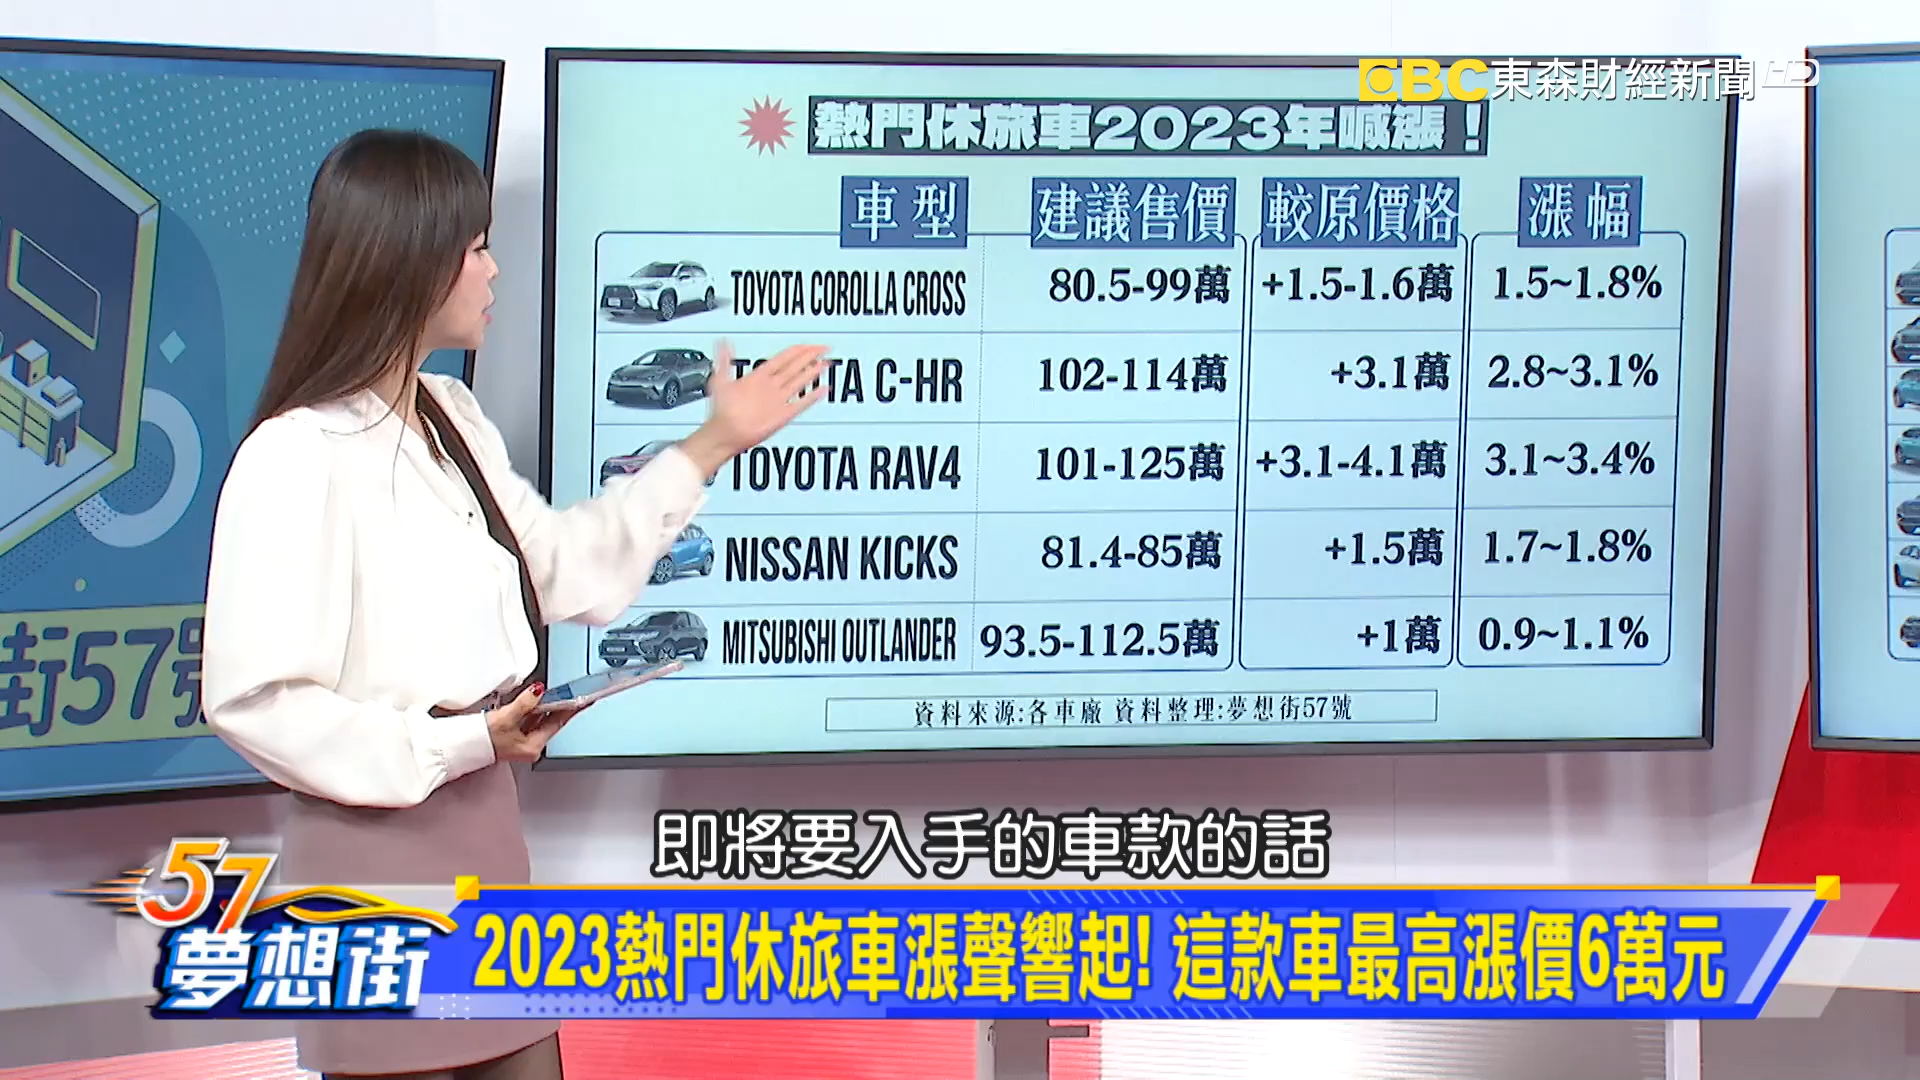 EBC東森財經新聞HD
熱門休旅車2023年喊漲！
車型 建議售價 較原價格 漲幅
TOYOTA COROLLA CROSS 80.5-99萬 +1.5-1.6萬 1.5~1.8%
TOYOTA C-HR 102-114萬 +3.1萬 2.8~3.1%
TOYOTA RAV4 101-125萬 +3.1-4.1萬 3.1~3.4%
NISSAN KICKS 81.4-85萬 +1.5萬 1.7~1.8%
MITSUBISHI OUTLANDER 93.5-112.5萬 +1萬 0.9~1.1%
資料來源:各車廠 資料整理:夢想街57號
街57號
即將要入手的車款的話
57夢想街
2023熱門休旅車漲聲響起! 這款車最高漲價6萬元